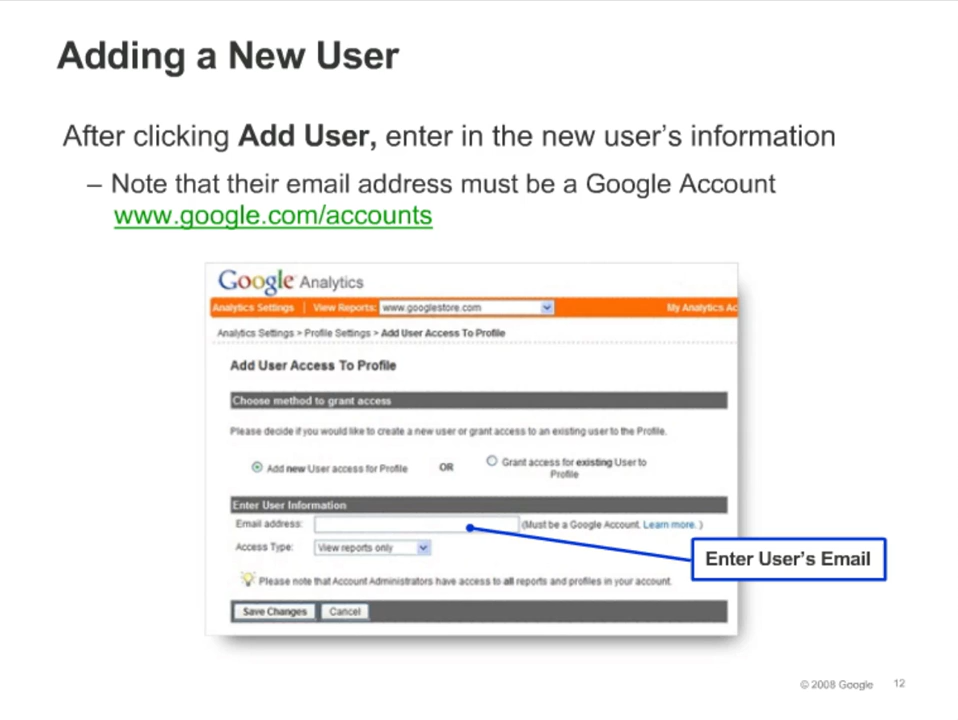 Adding a New User
After clicking Add User, enter in the new user's information
– Note that their email address must be a Google Account
www.google.com/accounts
Google Analytics
Analytics Settings | View Reports: www.googlestore.com My Analytics Ac
Analytics Settings > Profile Settings > Add User Access To Profile
Add User Access To Profile
Choose method to grant access
Please decide if you would like to create a new user or grant access to an existing user to the Profile.
Add new User access for Profile OR Grant access for existing User to
Profile
Enter User Information
Email address: (Must be a Google Account. Learn more. )
Access Type: View reports only
Enter User's Email
Please note that Account Administrators have access to all reports and profiles in your account.
Save Changes Cancel
© 2008 Google 12